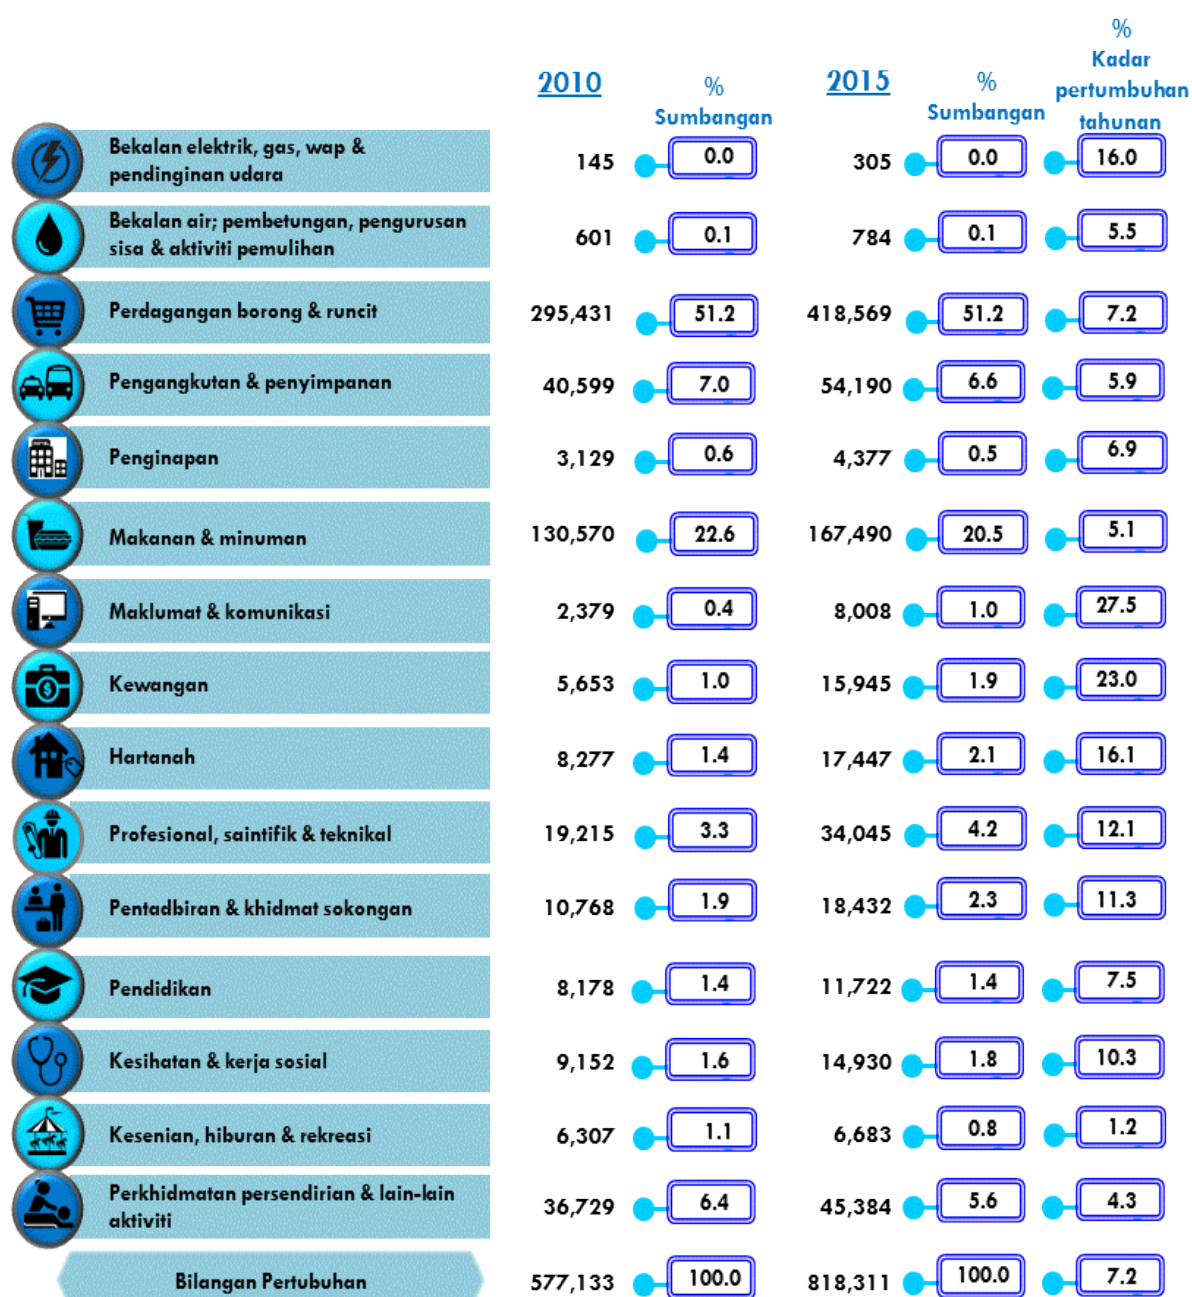 %
Kadar
pertumbuhan
tahunan
2010 % 2015 %
Sumbangan Sumbangan
Bekalan elektrik, gas, wap &
pendinginan udara
145 0.0 305 0.0 16.0
Bekalan air; pembetungan, pengurusan
sisa & aktiviti pemulihan
601 0.1 784 0.1 5.5
Perdagangan borong & runcit 295,431 51.2 418,569 51.2 7.2
Pengangkutan & penyimpanan 40,599 7.0 54,190 6.6 5.9
Penginapan 3,129 0.6 4,377 0.5 6.9
Makanan & minuman 130,570 22.6 167,490 20.5 5.1
Maklumat & komunikasi 2,379 0.4 8,008 1.0 27.5
Kewangan 5,653 1.0 15,945 1.9 23.0
Hartanah 8,277 1.4 17,447 2.1 16.1
Profesional, saintifik & teknikal 19,215 3.3 34,045 4.2 12.1
Pentadbiran & khidmat sokongan 10,768 1.9 18,432 2.3 11.3
Pendidikan 8,178 1.4 11,722 1.4 7.5
Kesihatan & kerja sosial 9,152 1.6 14,930 1.8 10.3
Kesenian, hiburan & rekreasi 6,307 1.1 6,683 0.8 1.2
Perkhidmatan persendirian & lain-lain
aktiviti
36,729 6.4 45,384 5.6 4.3
Bilangan Pertubuhan 577,133 100.0 818,311 100.0 7.2